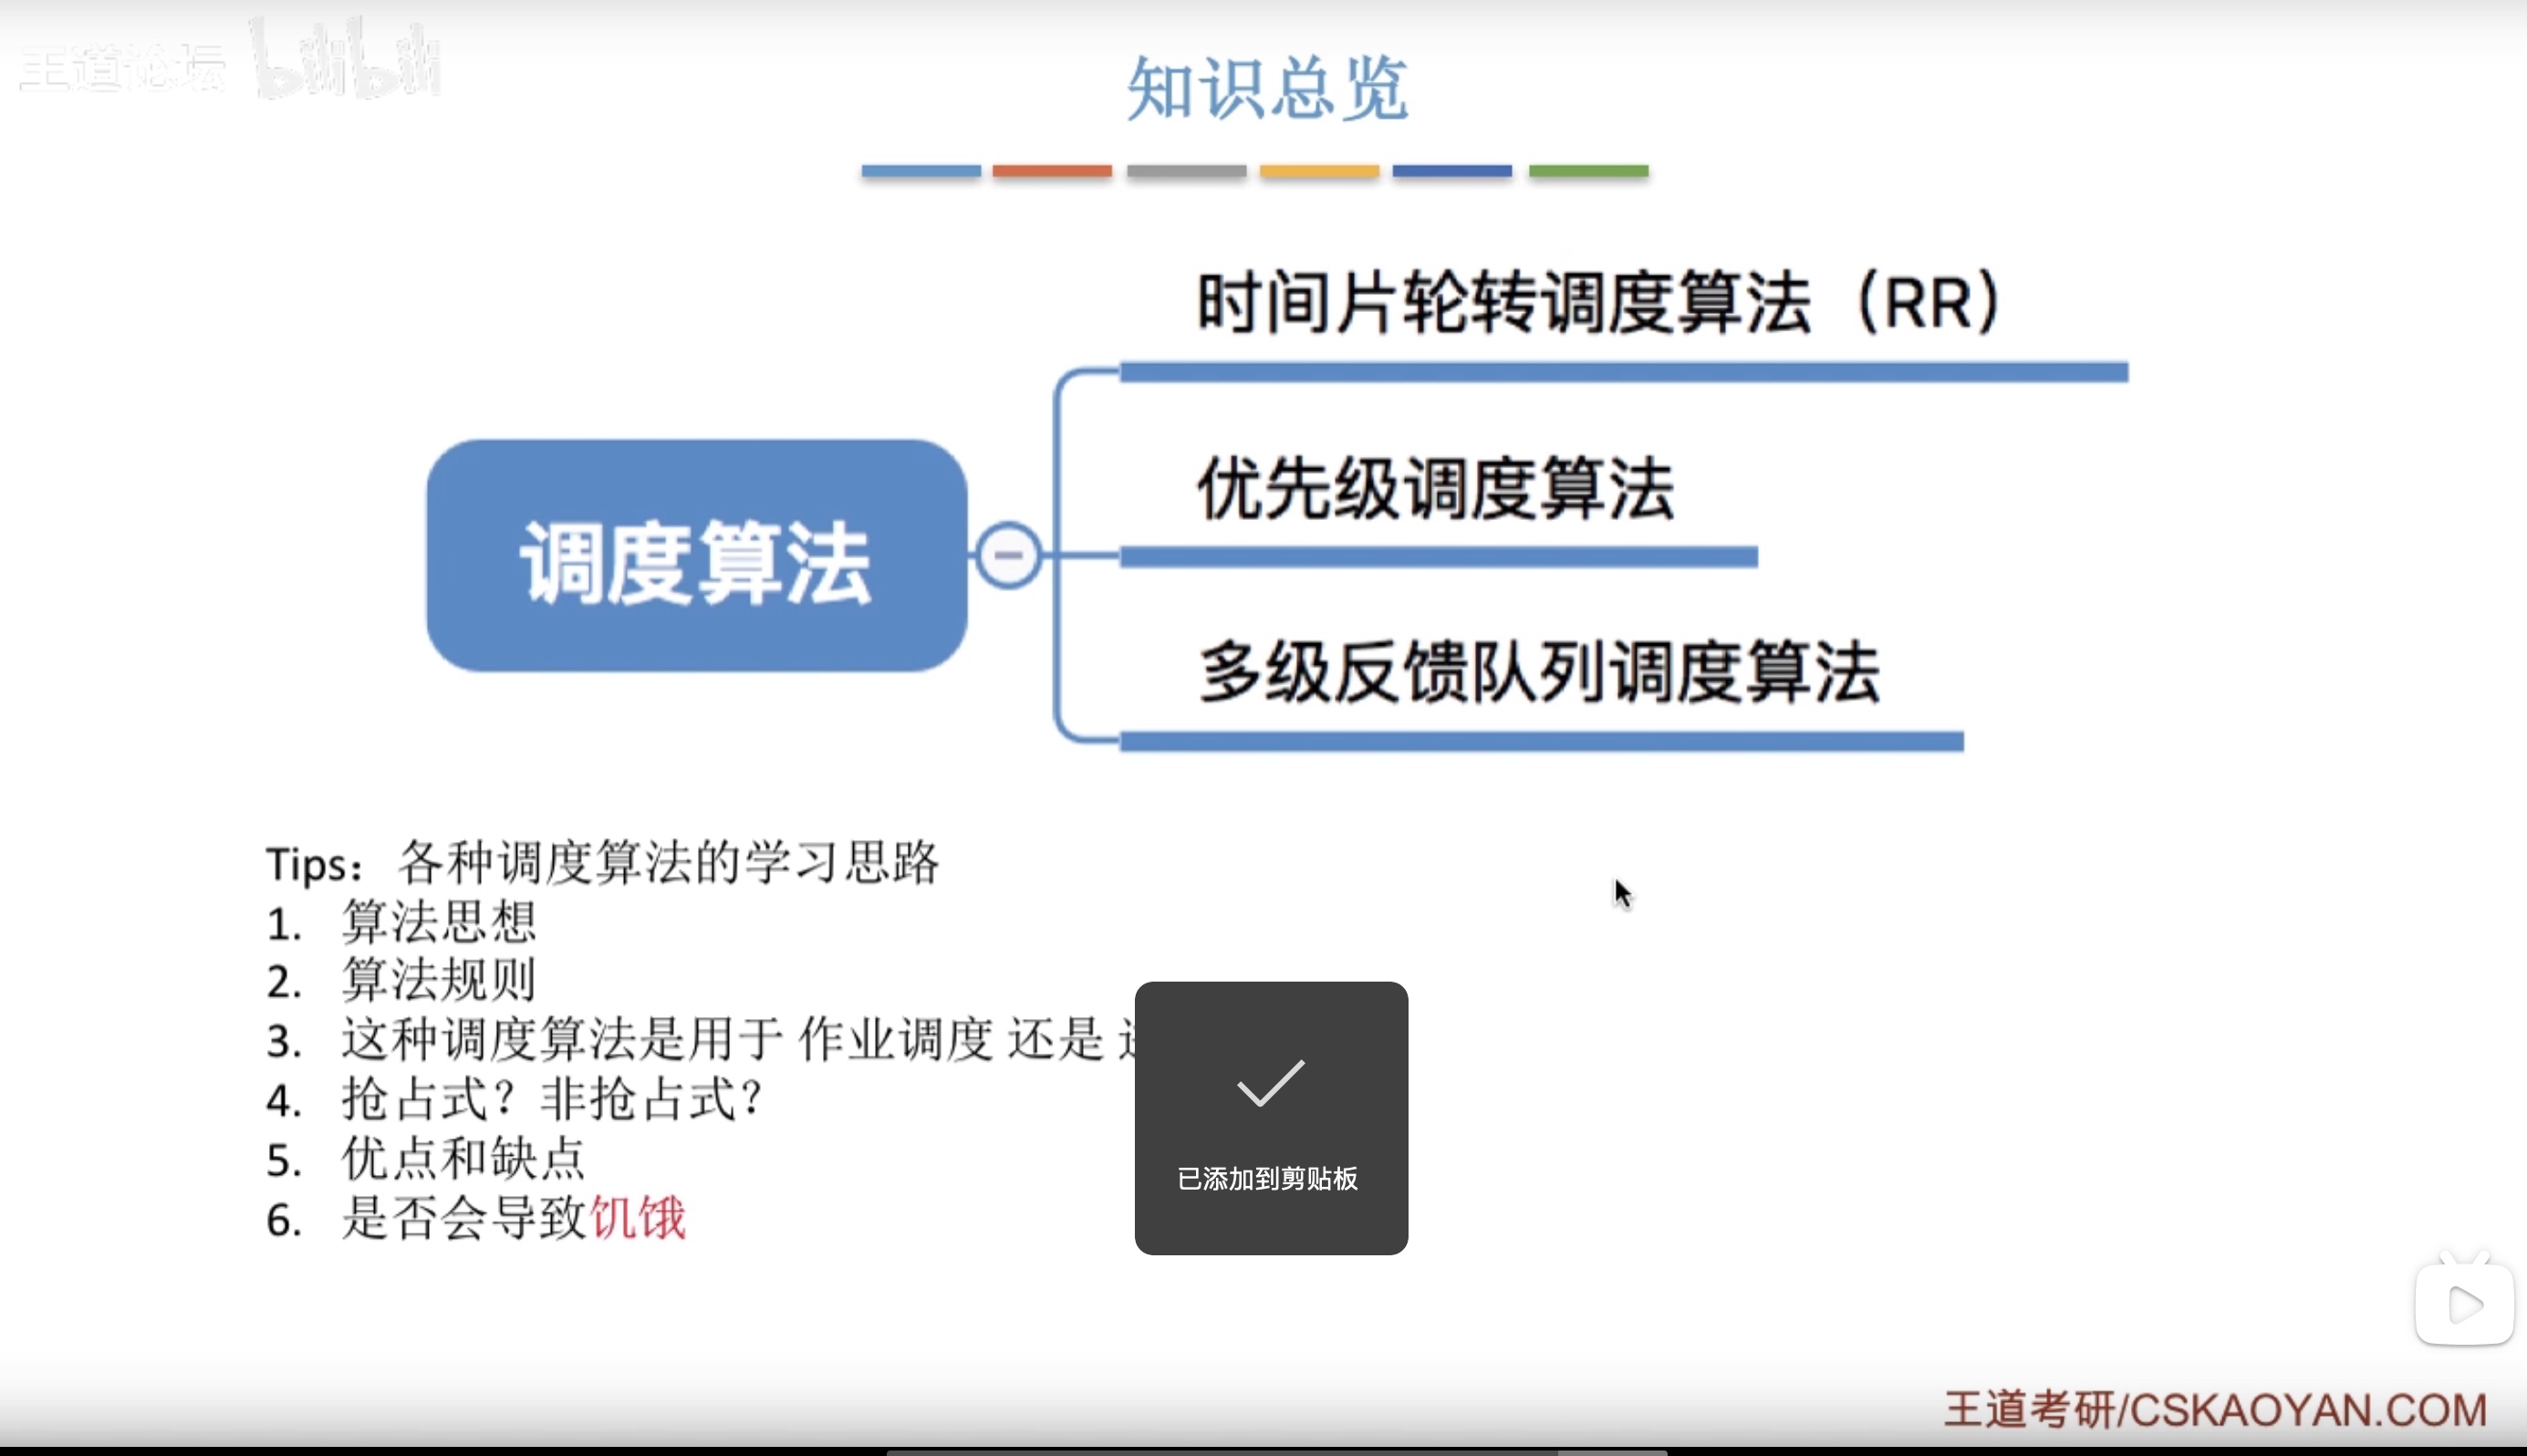 王道论坛 bilibili
知识总览
时间片轮转调度算法（RR）
优先级调度算法
调度算法
多级反馈队列调度算法
Tips：各种调度算法的学习思路
1. 算法思想
2. 算法规则
3. 这种调度算法是用于 作业调度 还是
4. 抢占式？非抢占式？
5. 优点和缺点
6. 是否会导致饥饿
已添加到剪贴板
王道考研/CSKAOYAN.COM